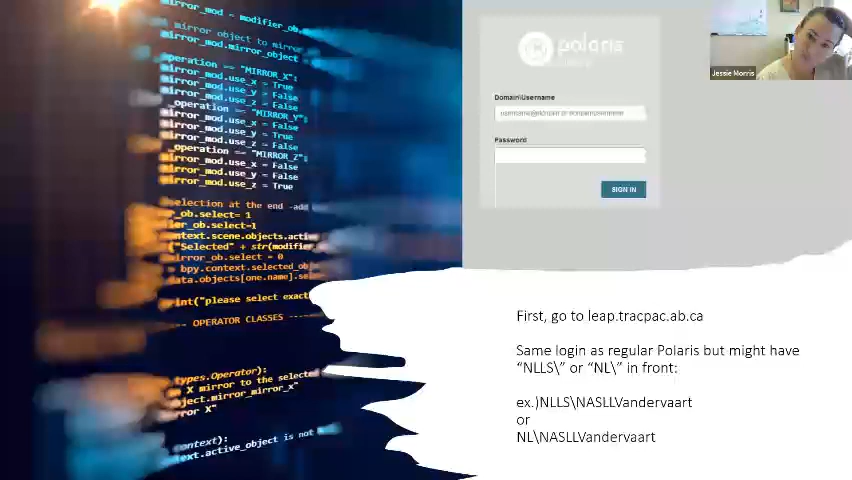 mirror_mod = modifier_ob.
mirror object to mirror
mirror_mod.mirror_object
operation == "MIRROR_X":
mirror_mod.use_x = True
mirror_mod.use_y = False
mirror_mod.use_z = False
_operation == "MIRROR_Y":
mirror_mod.use_x = False
mirror_mod.use_y = True
mirror_mod.use_z = False
_operation == "MIRROR_Z":
mirror_mod.use_x = False
mirror_mod.use_y = False
mirror_mod.use_z = True
selection at the end -add
_ob.select= 1
ler_ob.select=1
ntext.scene.objects.activ
("Selected" + str(modifier
irror_ob.select = 0
= bpy.context.selected_ob
data.objects[one.name].se
print("please select exact
--- OPERATOR CLASSES ----
types.Operator):
X mirror to the selected
ject.mirror_mirror_x"
rror X"
context):
ext.active_object is not
polaris
Domain\Username
Password
SIGN IN
Jessie Morris
First, go to leap.tracpac.ab.ca
Same login as regular Polaris but might have
“NLLS\” or “NL\” in front:
ex.)NLLS\NASLLVandervaart
or
NL\NASLLVandervaart